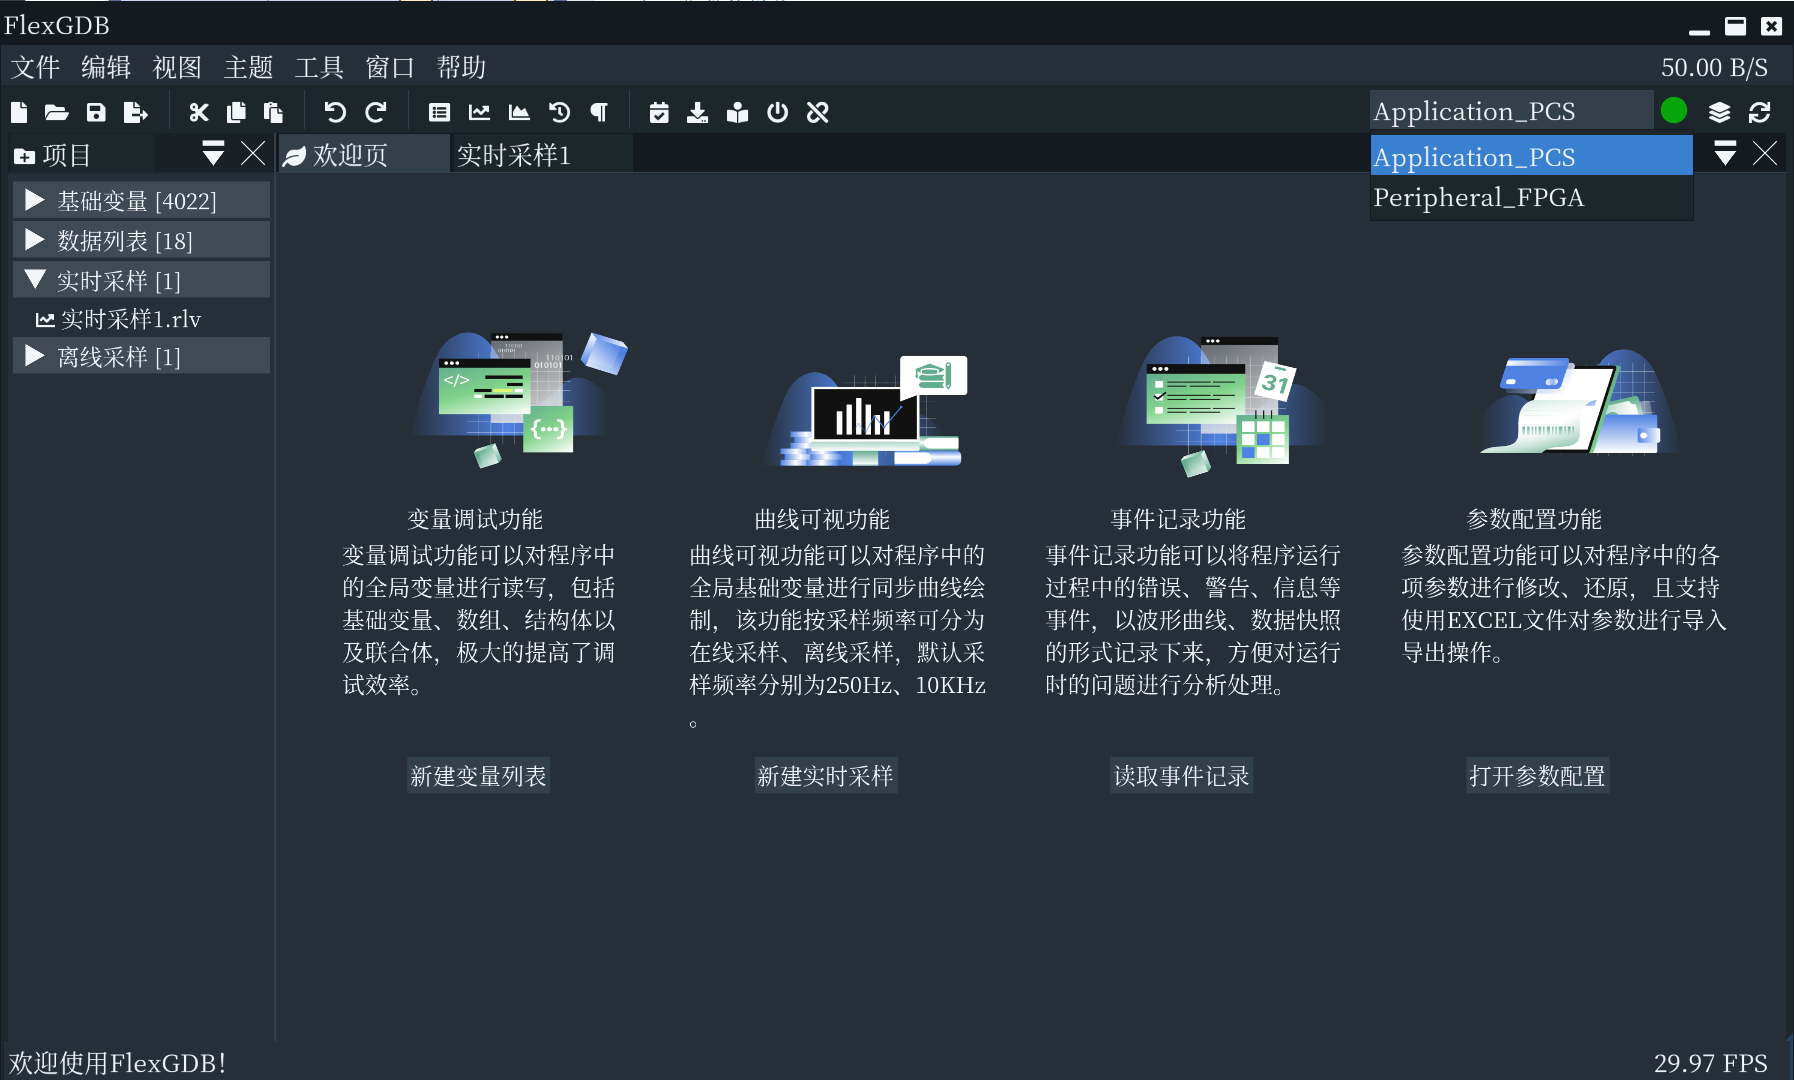 FlexGDB
文件 编辑 视图 主题 工具 窗口 帮助
50.00 B/S
Application_PCS
项目
欢迎页
实时采样1
Application_PCS
Peripheral_FPGA
基础变量 [4022]
数据列表 [18]
实时采样 [1]
实时采样1.rlv
离线采样 [1]
110101
010101
110101
010101
</>
{···}
31
变量调试功能
变量调试功能可以对程序中
的全局变量进行读写，包括
基础变量、数组、结构体以
及联合体，极大的提高了调
试效率。
新建变量列表
曲线可视功能
曲线可视功能可以对程序中的
全局基础变量进行同步曲线绘
制，该功能按采样频率可分为
在线采样、离线采样，默认采
样频率分别为250Hz、10KHz
。
新建实时采样
事件记录功能
事件记录功能可以将程序运行
过程中的错误、警告、信息等
事件，以波形曲线、数据快照
的形式记录下来，方便对运行
时的问题进行分析处理。
读取事件记录
参数配置功能
参数配置功能可以对程序中的各
项参数进行修改、还原，且支持
使用EXCEL文件对参数进行导入
导出操作。
打开参数配置
欢迎使用FlexGDB！
29.97 FPS